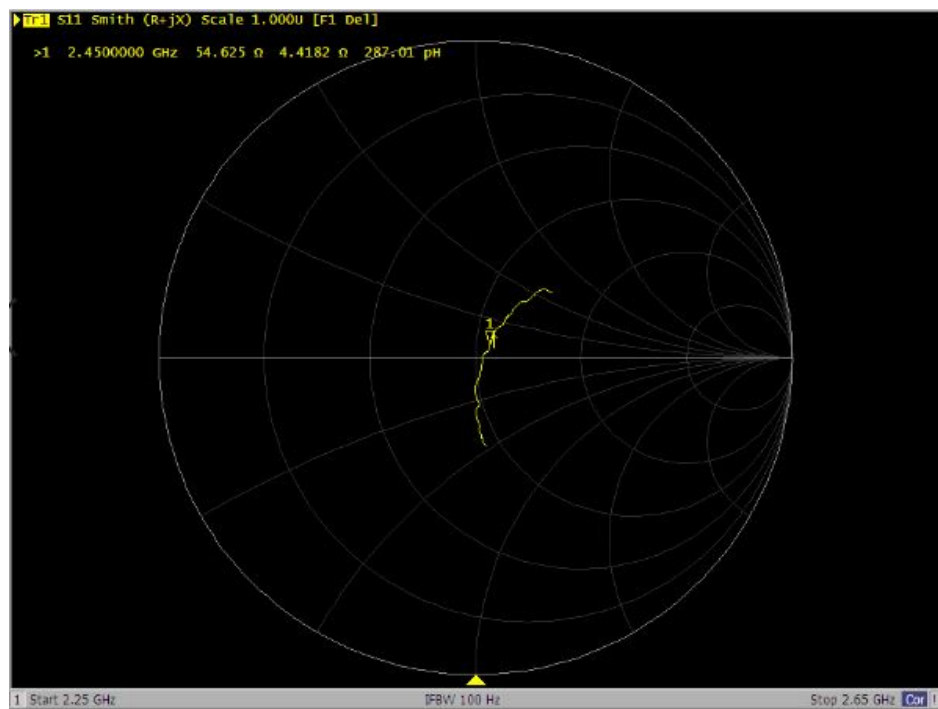 Tr1 S11 Smith (R+jX) Scale 1.000U [F1 Del]
>1 2.4500000 GHz 54.625 Ω 4.4182 Ω 287.01 pH
1
1 Start 2.25 GHz IFBW 100 Hz Stop 2.65 GHz Cor !